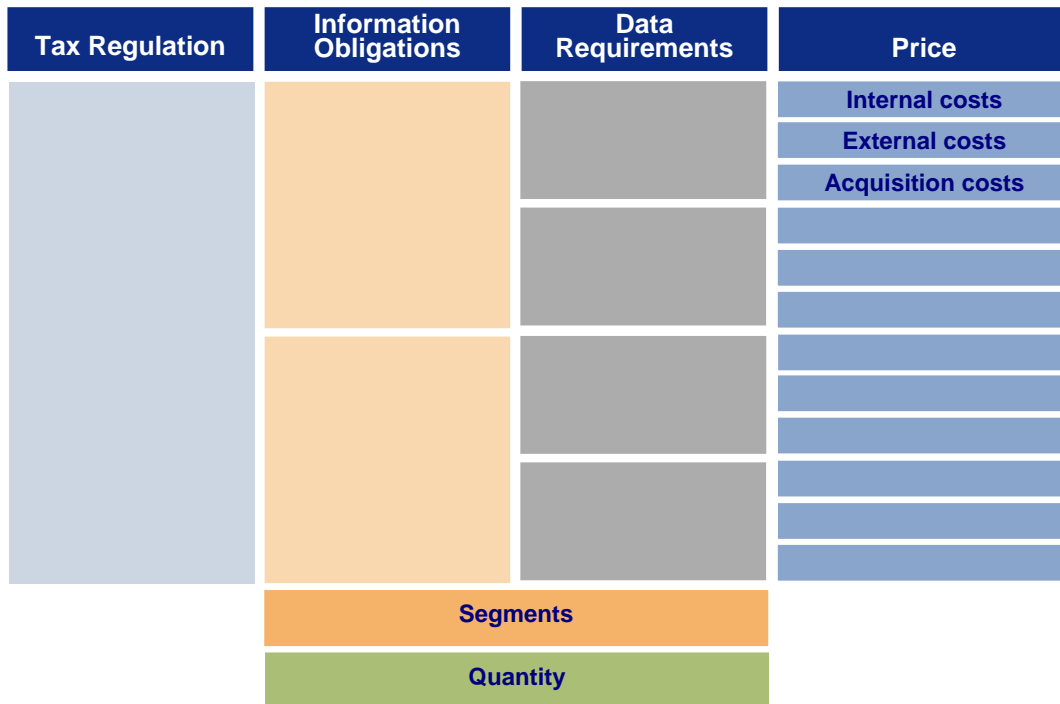 Tax Regulation
Information
Obligations
Data
Requirements
Price
Internal costs
External costs
Acquisition costs
Segments
Quantity